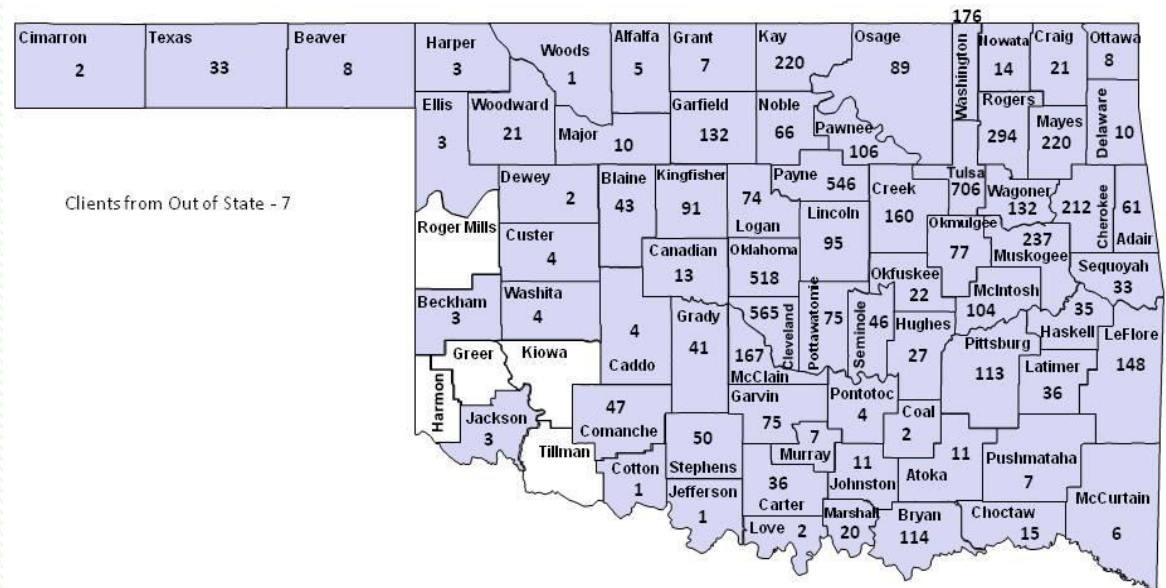 176
Cimarron
2
Texas
33
Beaver
8
Harper
3
Woods
1
Alfalfa
5
Grant
7
Kay
220
Osage
89
Washington
Nowata
14
Craig
21
Ottawa
8
Ellis
3
Woodward
21
Major
10
Garfield
132
Noble
66
Pawnee
106
Rogers
294
Mayes
220
Delaware
10
Clients from Out of State - 7
Roger Mills
Dewey
2
Blaine
43
Kingfisher
91
74
Logan
Payne
546
Lincoln
95
Creek
160
Tulsa
706
Wagoner
132
212
Cherokee
61
Adair
Custer
4
Canadian
13
Oklahoma
518
Okmulgee
77
237
Muskogee
Sequoyah
33
Beckham
3
Washita
4
4
Caddo
Grady
41
565
Cleveland
Pottawatomie
75
Seminole
46
Okfuskee
22
Hughes
27
McIntosh
104
35
Haskell
LeFlore
148
Greer
Kiowa
Harmon
Jackson
3
Tillman
47
Comanche
167
McClain
Garvin
75
Pontotoc
4
Coal
2
Pittsburg
113
Latimer
36
Cotton
1
50
Stephens
7
Murray
11
Johnston
11
Atoka
Pushmataha
7
McCurtain
6
Jefferson
1
36
Carter
Love 2
Marshall
20
Bryan
114
Choctaw
15